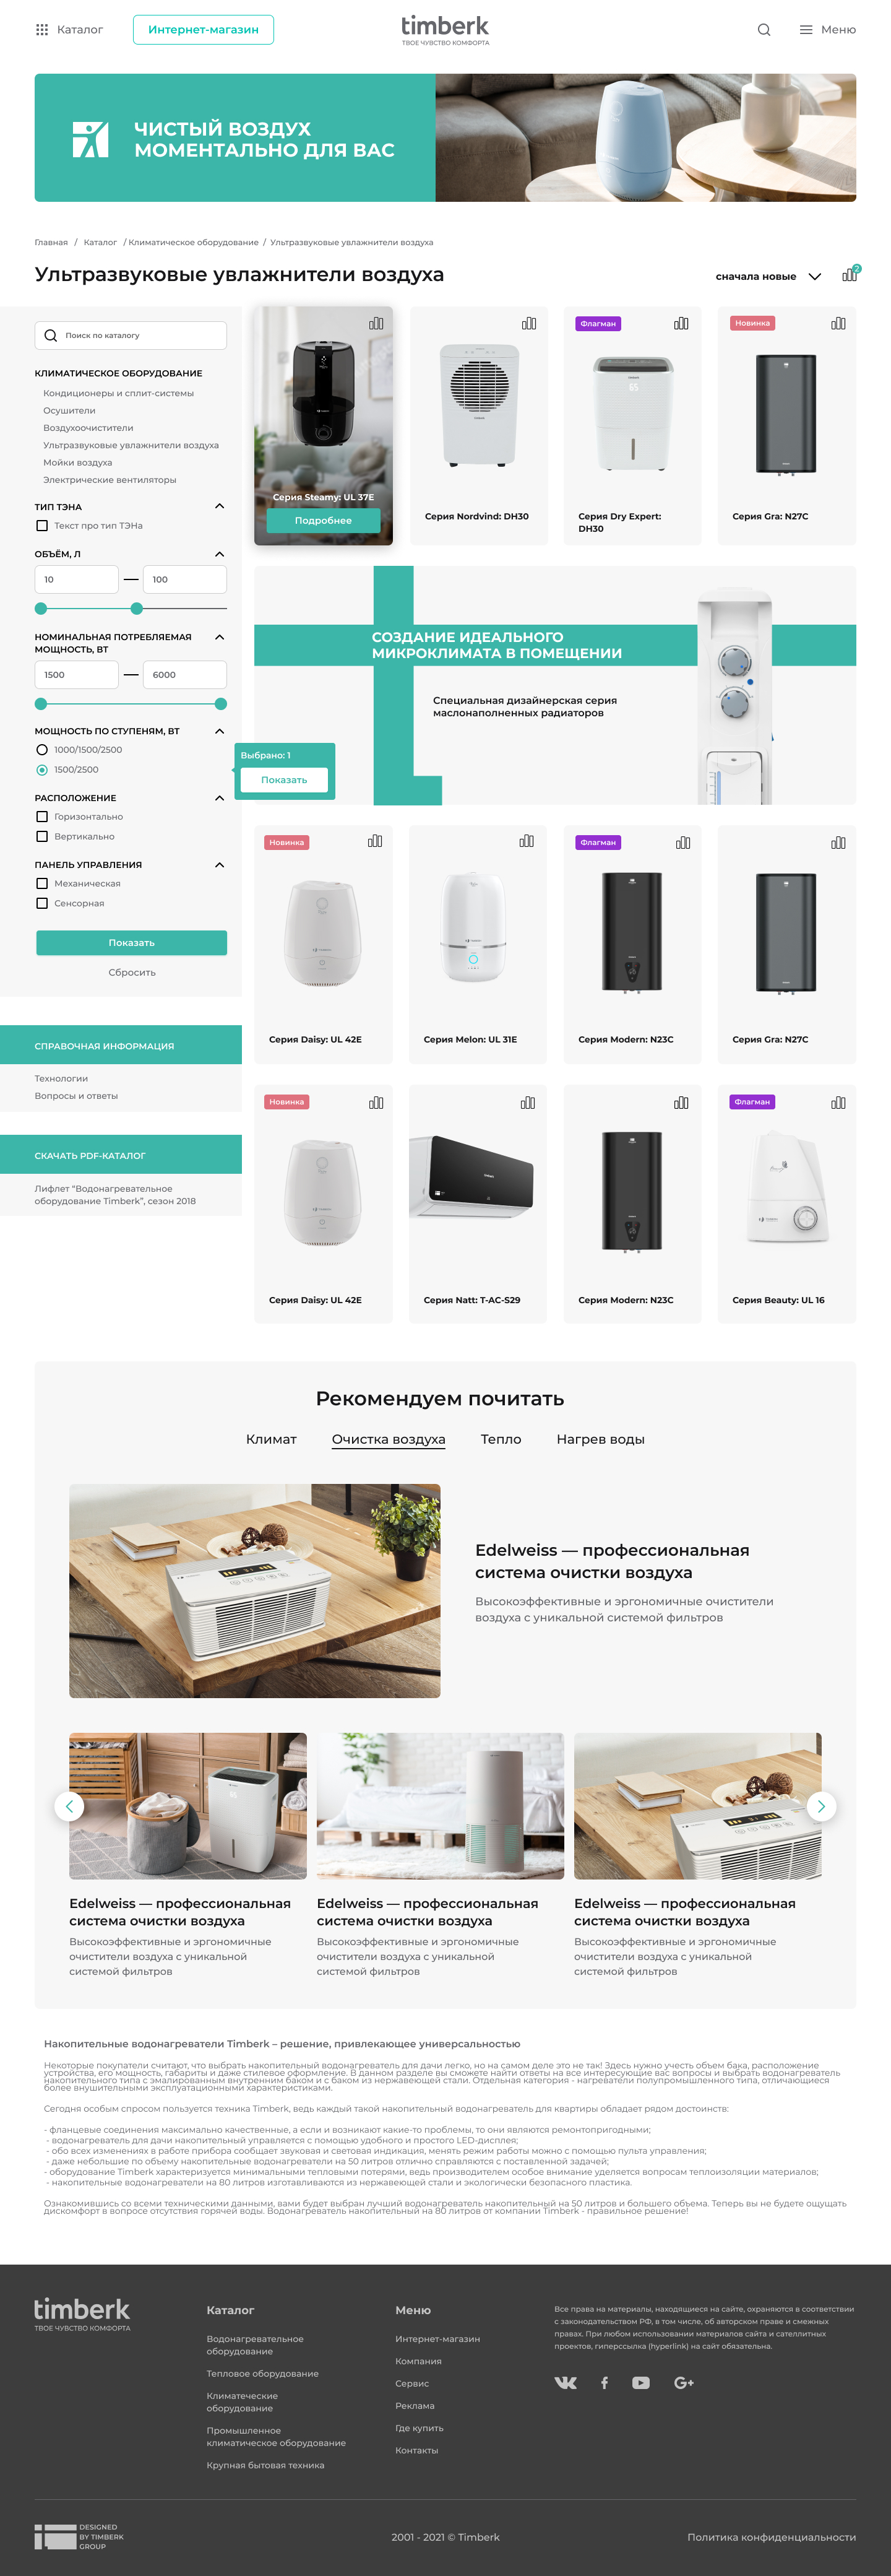 Каталог
Интернет-магазин
timberk
ТВОЕ ЧУВСТВО КОМФОРТА
Меню
ЧИСТЫЙ ВОЗДУХ
МОМЕНТАЛЬНО ДЛЯ ВАС
Главная / Каталог / Климатическое оборудование / Ультразвуковые увлажнители воздуха
Ультразвуковые увлажнители воздуха
сначала новые
2
Поиск по каталогу
КЛИМАТИЧЕСКОЕ ОБОРУДОВАНИЕ
Кондиционеры и сплит-системы
Осушители
Воздухоочистители
Ультразвуковые увлажнители воздуха
Мойки воздуха
Электрические вентиляторы
ТИП ТЭНА
Текст про тип ТЭНа
ОБЪЁМ, Л
10 — 100
НОМИНАЛЬНАЯ ПОТРЕБЛЯЕМАЯ
МОЩНОСТЬ, ВТ
1500 — 6000
МОЩНОСТЬ ПО СТУПЕНЯМ, ВТ
1000/1500/2500
1500/2500
Выбрано: 1
Показать
РАСПОЛОЖЕНИЕ
Горизонтально
Вертикально
ПАНЕЛЬ УПРАВЛЕНИЯ
Механическая
Сенсорная
Показать
Сбросить
СПРАВОЧНАЯ ИНФОРМАЦИЯ
Технологии
Вопросы и ответы
СКАЧАТЬ PDF-КАТАЛОГ
Лифлет “Водонагревательное
оборудование Timberk”, сезон 2018
Серия Steamy: UL 37E
Подробнее
Серия Nordvind: DH30
Флагман
65
Серия Dry Expert:
DH30
Новинка
Серия Gra: N27C
СОЗДАНИЕ ИДЕАЛЬНОГО
МИКРОКЛИМАТА В ПОМЕЩЕНИИ
Специальная дизайнерская серия
маслонаполненных радиаторов
Новинка
Серия Daisy: UL 42E
Серия Melon: UL 31E
Флагман
Серия Modern: N23C
Серия Gra: N27C
Новинка
Серия Daisy: UL 42E
Серия Natt: T-AC-S29
Серия Modern: N23C
Флагман
Серия Beauty: UL 16
Рекомендуем почитать
Климат Очистка воздуха Тепло Нагрев воды
Edelweiss — профессиональная
система очистки воздуха
Высокоэффективные и эргономичные очистители
воздуха с уникальной системой фильтров
Edelweiss — профессиональная
система очистки воздуха
Высокоэффективные и эргономичные
очистители воздуха с уникальной
системой фильтров
Edelweiss — профессиональная
система очистки воздуха
Высокоэффективные и эргономичные
очистители воздуха с уникальной
системой фильтров
Edelweiss — профессиональная
система очистки воздуха
Высокоэффективные и эргономичные
очистители воздуха с уникальной
системой фильтров
Накопительные водонагреватели Timberk – решение, привлекающее универсальностью
Некоторые покупатели считают, что выбрать накопительный водонагреватель для дачи легко, но на самом деле это не так! Здесь нужно учесть объем бака, расположение
устройства, его мощность, габариты и даже стилевое оформление. В данном разделе вы сможете найти ответы на все интересующие вас вопросы и выбрать водонагреватель
накопительного типа с эмалированным внутренним баком и с баком из нержавеющей стали. Отдельная категория - нагреватели полупромышленного типа, отличающиеся
более внушительными эксплуатационными характеристиками.
Сегодня особым спросом пользуется техника Timberk, ведь каждый такой накопительный водонагреватель для квартиры обладает рядом достоинств:
- фланцевые соединения максимально качественные, а если и возникают какие-то проблемы, то они являются ремонтопригодными;
- водонагреватель для дачи накопительный управляется с помощью удобного и простого LED-дисплея;
- обо всех изменениях в работе прибора сообщает звуковая и световая индикация, менять режим работы можно с помощью пульта управления;
- даже небольшие по объему накопительные водонагреватели на 50 литров отлично справляются с поставленной задачей;
- оборудование Timberk характеризуется минимальными тепловыми потерями, ведь производителем особое внимание уделяется вопросам теплоизоляции материалов;
- накопительные водонагреватели на 80 литров изготавливаются из нержавеющей стали и экологически безопасного пластика.
Ознакомившись со всеми техническими данными, вами будет выбран лучший водонагреватель накопительный на 50 литров и большего объема. Теперь вы не будете ощущать
дискомфорт в вопросе отсутствия горячей воды. Водонагреватель накопительный на 80 литров от компании Timberk - правильное решение!
timberk
ТВОЕ ЧУВСТВО КОМФОРТА
Каталог
Водонагревательное
оборудование
Тепловое оборудование
Климатеческие
оборудование
Промышленное
климатическое оборудование
Крупная бытовая техника
Меню
Интернет-магазин
Компания
Сервис
Реклама
Где купить
Контакты
Все права на материалы, находящиеся на сайте, охраняются в соответствии
с законодательством РФ, в том числе, об авторском праве и смежных
правах. При любом использовании материалов сайта и сателлитных
проектов, гиперссылка (hyperlink) на сайт обязательна.
DESIGNED
BY TIMBERK
GROUP
2001 - 2021 © Timberk
Политика конфиденциальности